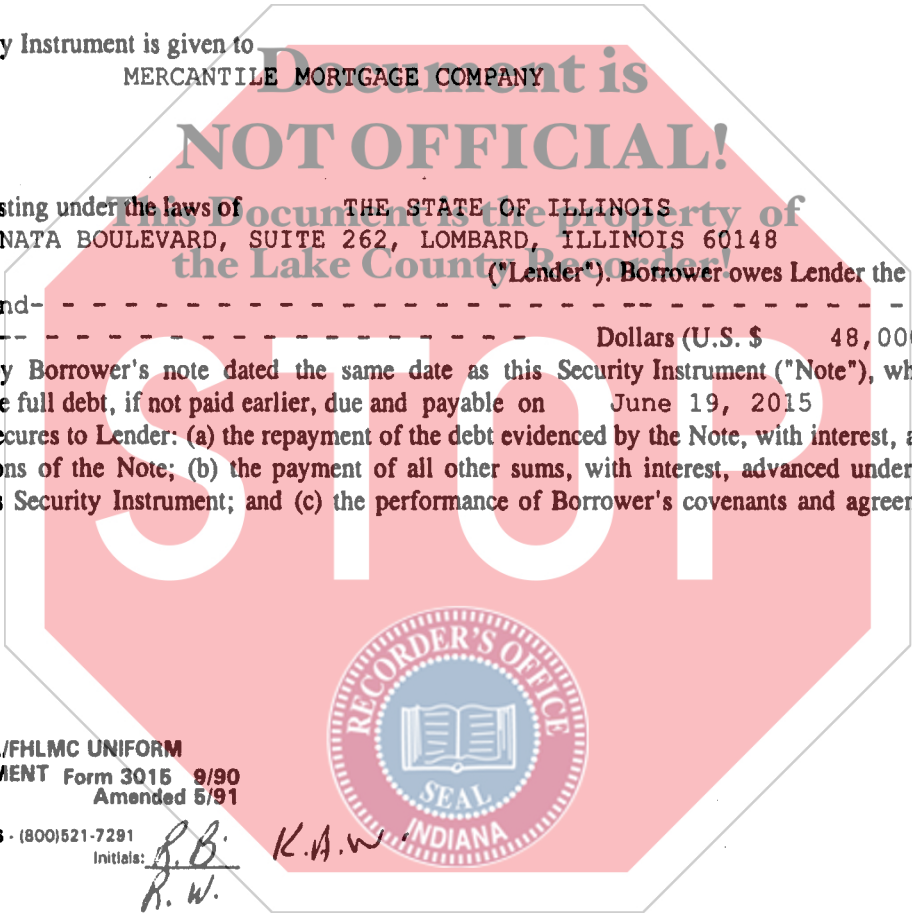 y Instrument is given to
Document is
MERCANTILE MORTGAGE COMPANY
NOT OFFICIAL!
sting under the laws of THE STATE OF ILLINOIS
This Document is the property of
NATA BOULEVARD, SUITE 262, LOMBARD, ILLINOIS 60148
the Lake County Recorder!
("Lender"). Borrower owes Lender the
nd- - - - - - - - - - - - - - - - - - - - - - - - - - - - - - - - -
-- - - - - - - - - - - - - - - - - - - - Dollars (U.S. $ 48,00
y Borrower's note dated the same date as this Security Instrument ("Note"), wh
e full debt, if not paid earlier, due and payable on June 19, 2015
ecures to Lender: (a) the repayment of the debt evidenced by the Note, with interest, a
ons of the Note; (b) the payment of all other sums, with interest, advanced under
s Security Instrument; and (c) the performance of Borrower's covenants and agreem
STOP
RECORDER'S OFFICE
SEAL
INDIANA
/FHLMC UNIFORM
MENT Form 3015 9/90
Amended 5/91
- (800)521-7291
Initials: R.B. K.A.W.
R.W.